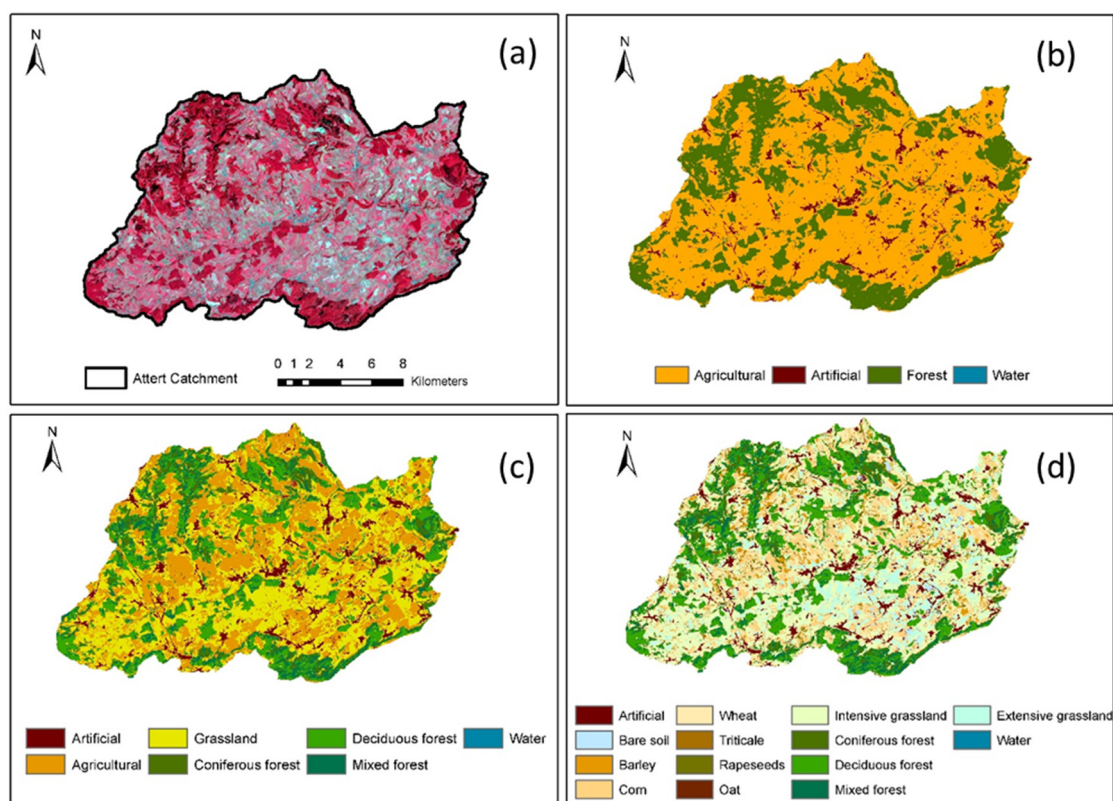 N
(a)
Attert Catchment
0 1 2 4 6 8
Kilometers
N
(b)
Agricultural Artificial Forest Water
N
(c)
Artificial Grassland Deciduous forest Water
Agricultural Coniferous forest Mixed forest
N
(d)
Artificial Wheat Intensive grassland Extensive grassland
Bare soil Triticale Coniferous forest Water
Barley Rapeseeds Deciduous forest
Corn Oat Mixed forest